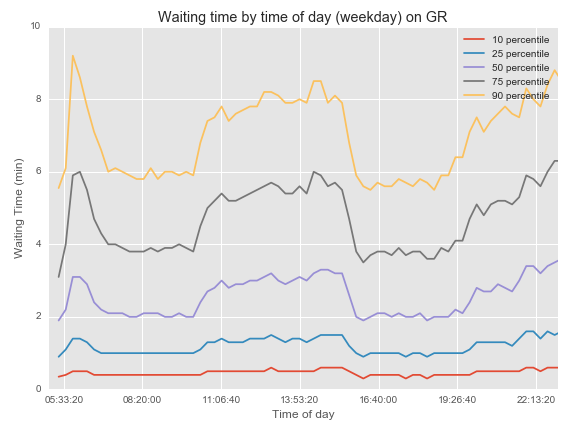 Waiting time by time of day (weekday) on GR
10
8
6
4
2
0
Waiting Time (min)
10 percentile
25 percentile
50 percentile
75 percentile
90 percentile
05:33:20 08:20:00 11:06:40 13:53:20 16:40:00 19:26:40 22:13:20
Time of day